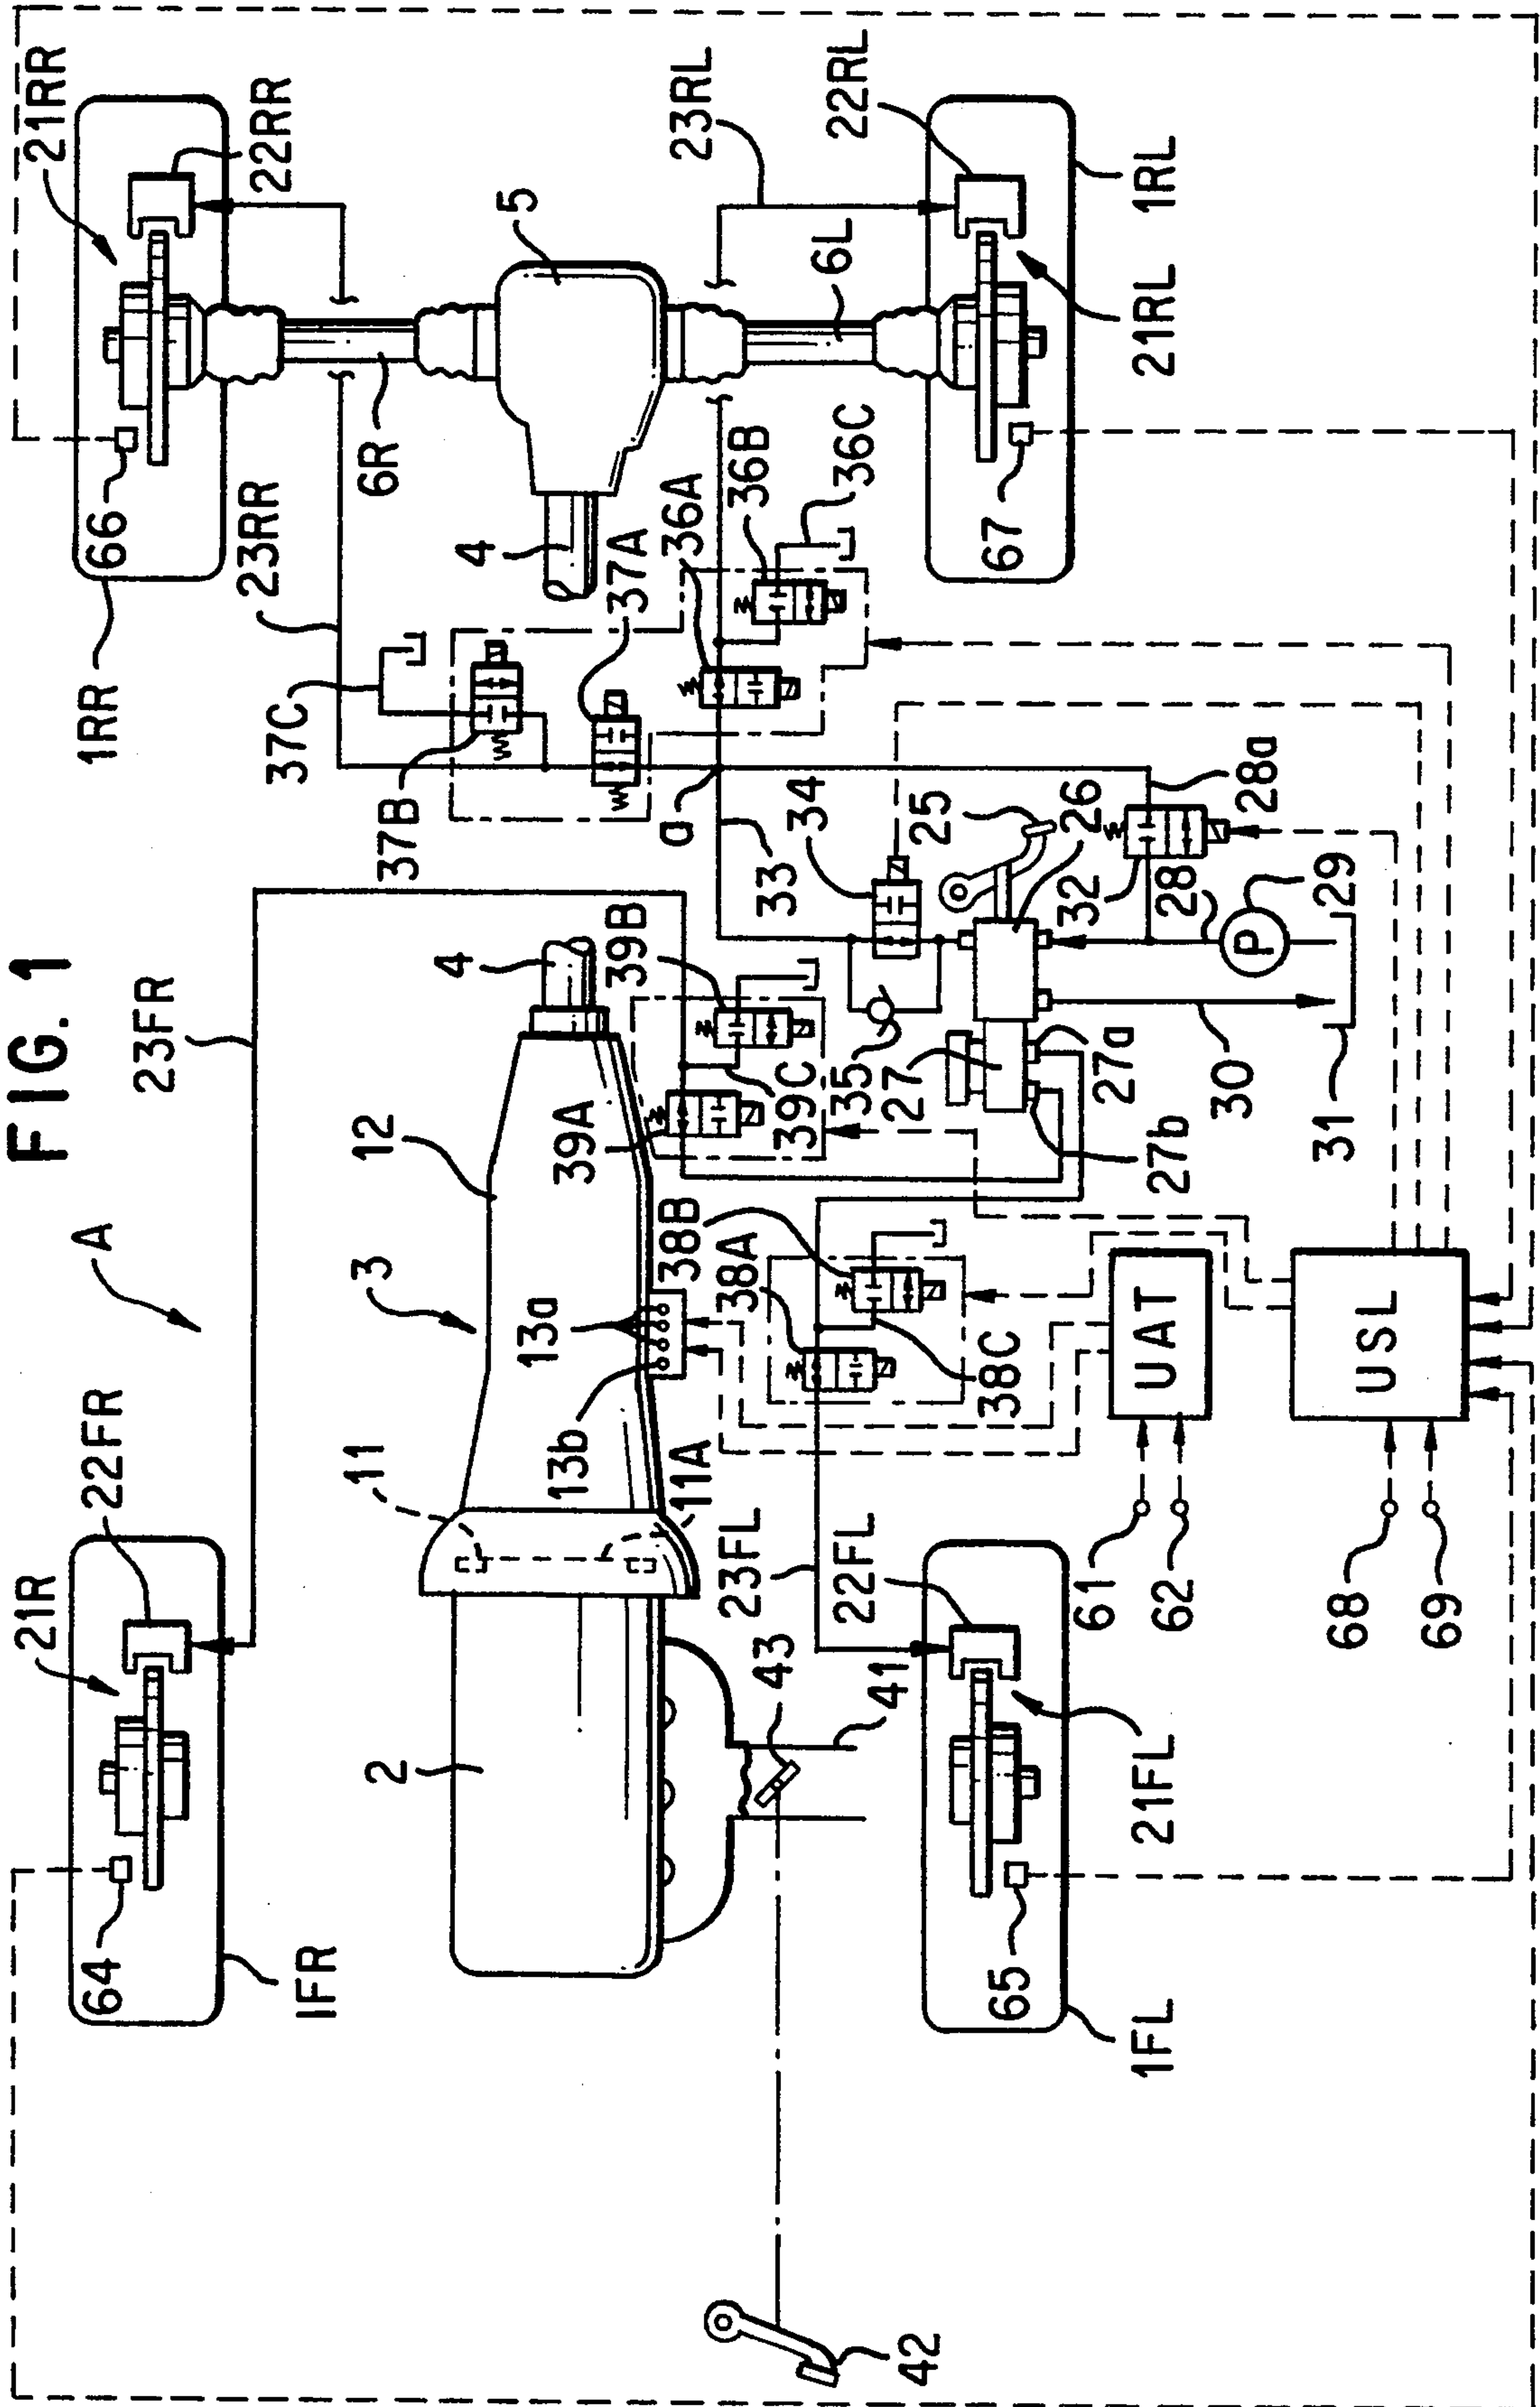 FIG. 1
A
23FR
21R
22FR
64
1FR
2
11
11A
3
12
13a
13b
4
39A
39B
39C
38A
38B
38C
23FL
22FL
43
41
21FL
65
1FL
42
61
62
UAT
68
69
USL
27
27a
27b
35
30
31
P
29
28
28a
32
26
25
34
33
a
37A
37B
37C
36A
36B
36C
4
5
6R
6L
23RR
1RR
66
21RR
22RR
23RL
22RL
1RL
21RL
67